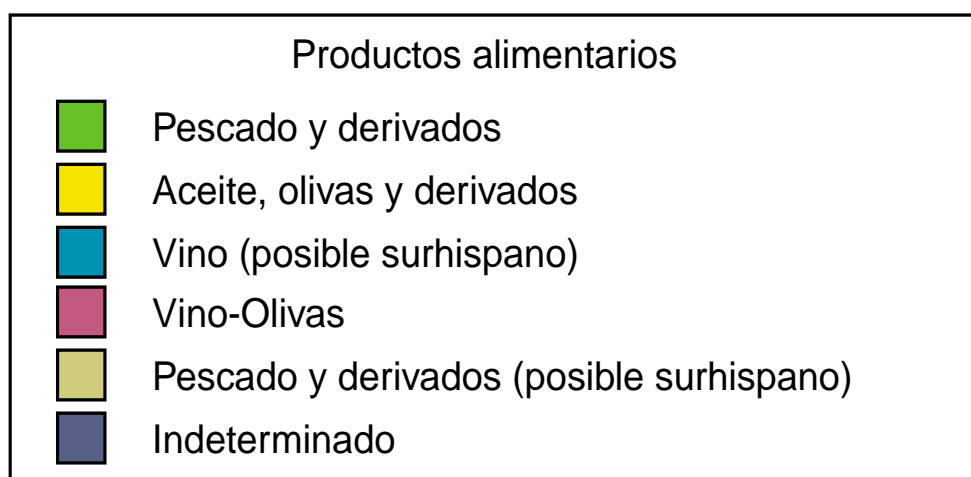 Productos alimentarios
Pescado y derivados
Aceite, olivas y derivados
Vino (posible surhispano)
Vino-Olivas
Pescado y derivados (posible surhispano)
Indeterminado